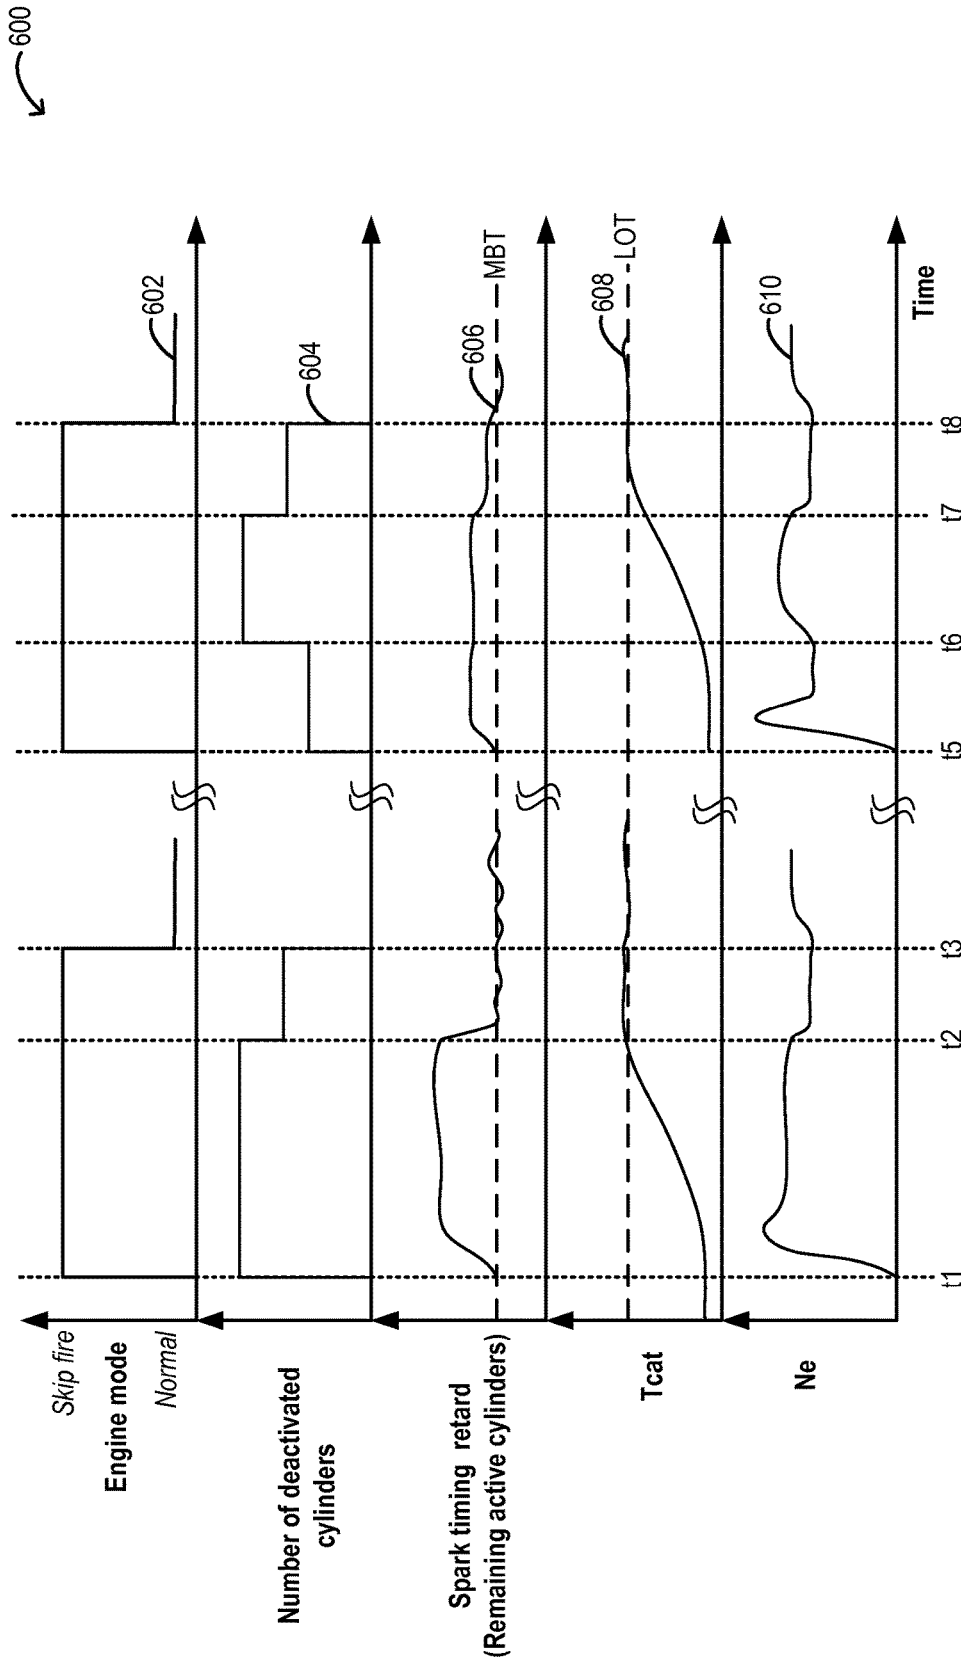 600
Skip fire
Engine mode
Normal
602
Number of deactivated
cylinders
604
Spark timing retard
(Remaining active cylinders)
606
MBT
Tcat
608
LOT
Ne
610
t1
t2
t3
t5
t6
t7
t8
Time